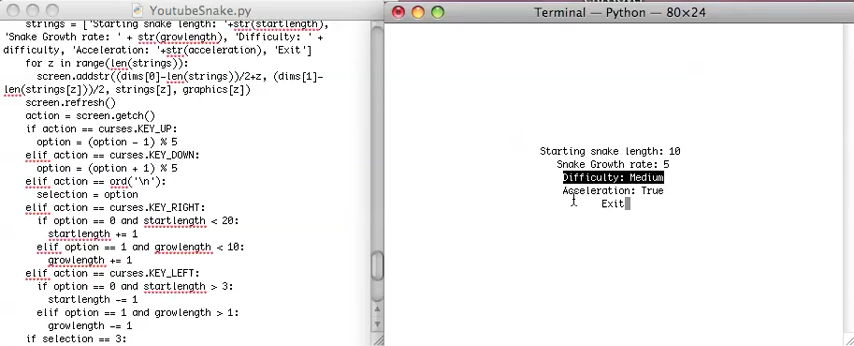 YoutubeSnake.py
strings = ['Starting snake length: '+str(startlength),
'Snake Growth rate: ' + str(growlength), 'Difficulty: ' +
difficulty, 'Acceleration: '+str(acceleration), 'Exit']
for z in range(len(strings)):
screen.addstr((dims[0]-len(strings))/2+z, (dims[1]-
len(strings[z]))/2, strings[z], graphics[z])
screen.refresh()
action = screen.getch()
if action == curses.KEY_UP:
option = (option - 1) % 5
elif action == curses.KEY_DOWN:
option = (option + 1) % 5
elif action == ord('\n'):
selection = option
elif action == curses.KEY_RIGHT:
if option == 0 and startlength < 20:
startlength += 1
elif option == 1 and growlength < 10:
growlength += 1
elif action == curses.KEY_LEFT:
if option == 0 and startlength > 3:
startlength -= 1
elif option == 1 and growlength > 1:
growlength -= 1
if selection == 3:
Terminal — Python — 80×24
Starting snake length: 10
Snake Growth rate: 5
Difficulty: Medium
Acceleration: True
Exit